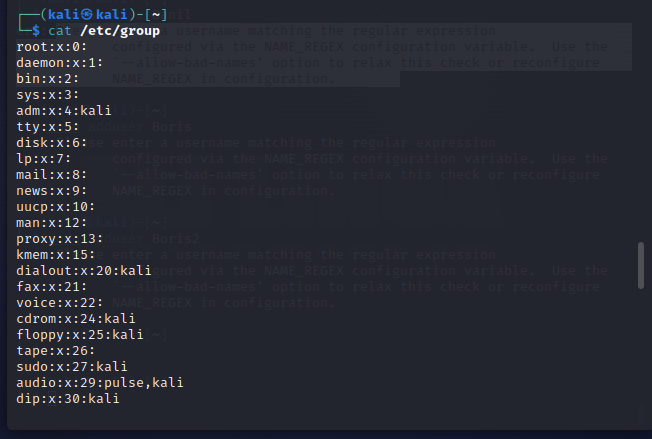 ┌──(kali㉿kali)-[~]
└─$ cat /etc/group
root:x:0:
daemon:x:1:
bin:x:2:
sys:x:3:
adm:x:4:kali
tty:x:5:
disk:x:6:
lp:x:7:
mail:x:8:
news:x:9:
uucp:x:10:
man:x:12:
proxy:x:13:
kmem:x:15:
dialout:x:20:kali
fax:x:21:
voice:x:22:
cdrom:x:24:kali
floppy:x:25:kali
tape:x:26:
sudo:x:27:kali
audio:x:29:pulse,kali
dip:x:30:kali